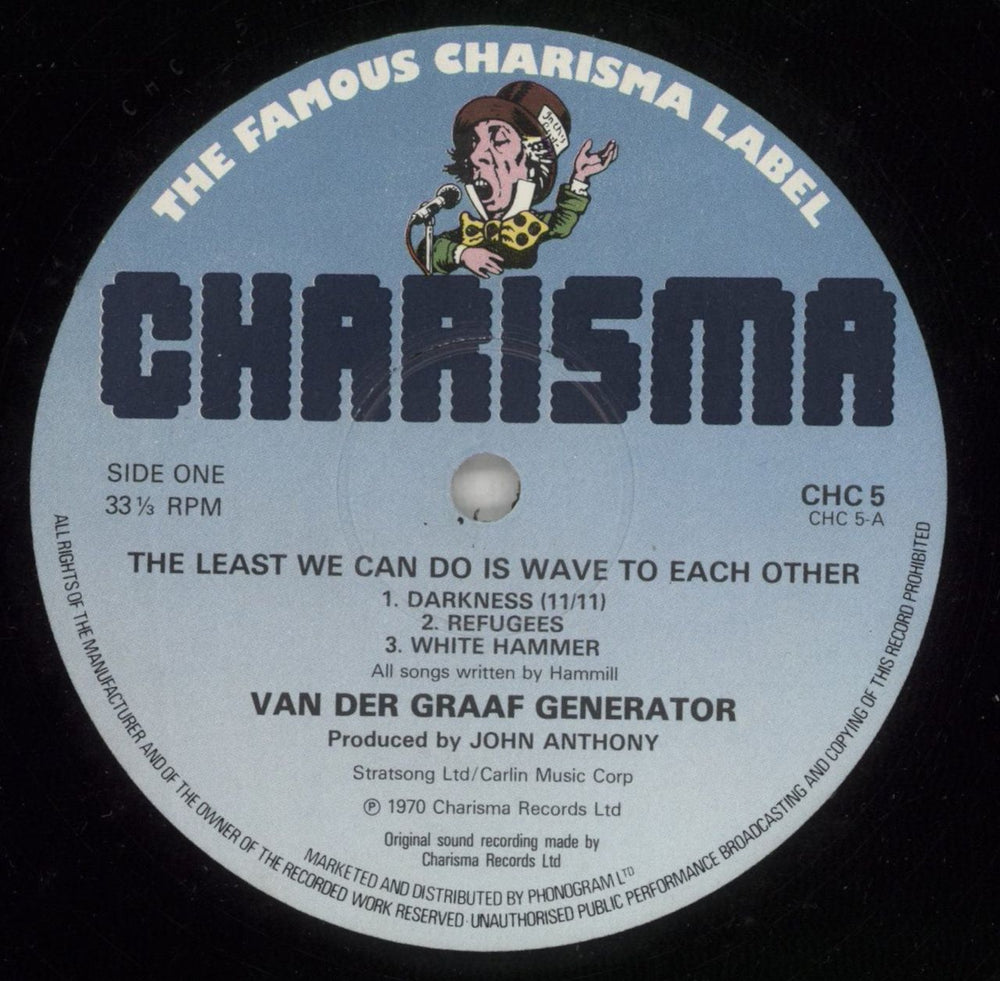 THE FAMOUS CHARISMA LABEL
CHARISMA
SIDE ONE
33⅓ RPM
CHC 5
CHC 5-A
THE LEAST WE CAN DO IS WAVE TO EACH OTHER
1. DARKNESS (11/11)
2. REFUGEES
3. WHITE HAMMER
All songs written by Hammill
VAN DER GRAAF GENERATOR
Produced by JOHN ANTHONY
Stratsong Ltd/Carlin Music Corp
℗ 1970 Charisma Records Ltd
Original sound recording made by
Charisma Records Ltd
MARKETED AND DISTRIBUTED BY PHONOGRAM LTD
ALL RIGHTS OF THE MANUFACTURER AND OF THE OWNER OF THE RECORDED WORK RESERVED · UNAUTHORISED PUBLIC PERFORMANCE BROADCASTING AND COPYING OF THIS RECORD PROHIBITED